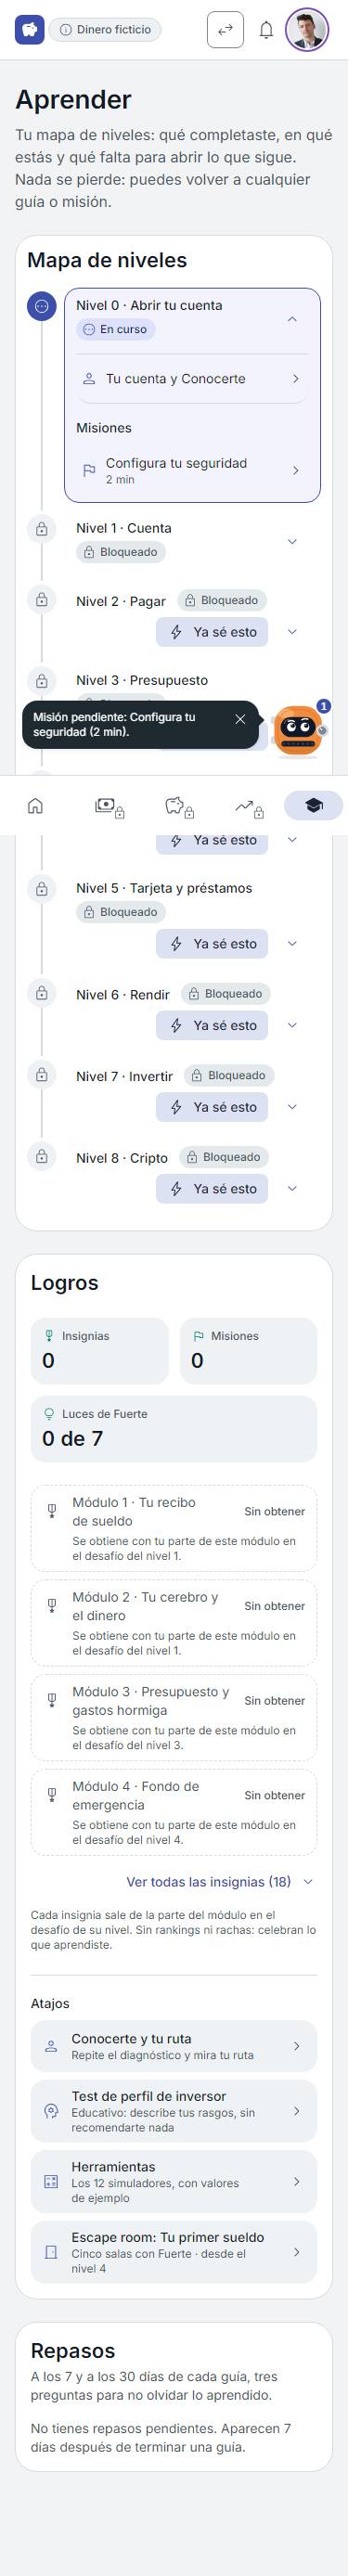 Dinero ficticio
Aprender
Tu mapa de niveles: qué completaste, en qué
estás y qué falta para abrir lo que sigue.
Nada se pierde: puedes volver a cualquier
guía o misión.
Mapa de niveles
Nivel 0 · Abrir tu cuenta
En curso
Tu cuenta y Conocerte
Misiones
Configura tu seguridad
2 min
Nivel 1 · Cuenta
Bloqueado
Nivel 2 · Pagar
Bloqueado
Ya sé esto
Nivel 3 · Presupuesto
Misión pendiente: Configura tu
seguridad (2 min).
1
Ya sé esto
Nivel 5 · Tarjeta y préstamos
Bloqueado
Ya sé esto
Nivel 6 · Rendir
Bloqueado
Ya sé esto
Nivel 7 · Invertir
Bloqueado
Ya sé esto
Nivel 8 · Cripto
Bloqueado
Ya sé esto
Logros
Insignias
0
Misiones
0
Luces de Fuerte
0 de 7
Módulo 1 · Tu recibo
de sueldo
Sin obtener
Se obtiene con tu parte de este módulo en
el desafío del nivel 1.
Módulo 2 · Tu cerebro y
el dinero
Sin obtener
Se obtiene con tu parte de este módulo en
el desafío del nivel 1.
Módulo 3 · Presupuesto y
gastos hormiga
Sin obtener
Se obtiene con tu parte de este módulo en
el desafío del nivel 3.
Módulo 4 · Fondo de
emergencia
Sin obtener
Se obtiene con tu parte de este módulo en
el desafío del nivel 4.
Ver todas las insignias (18)
Cada insignia sale de la parte del módulo en el
desafío de su nivel. Sin rankings ni rachas: celebran lo
que aprendiste.
Atajos
Conocerte y tu ruta
Repite el diagnóstico y mira tu ruta
Test de perfil de inversor
Educativo: describe tus rasgos, sin
recomendarte nada
Herramientas
Los 12 simuladores, con valores
de ejemplo
Escape room: Tu primer sueldo
Cinco salas con Fuerte · desde el
nivel 4
Repasos
A los 7 y a los 30 días de cada guía, tres
preguntas para no olvidar lo aprendido.
No tienes repasos pendientes. Aparecen 7
días después de terminar una guía.